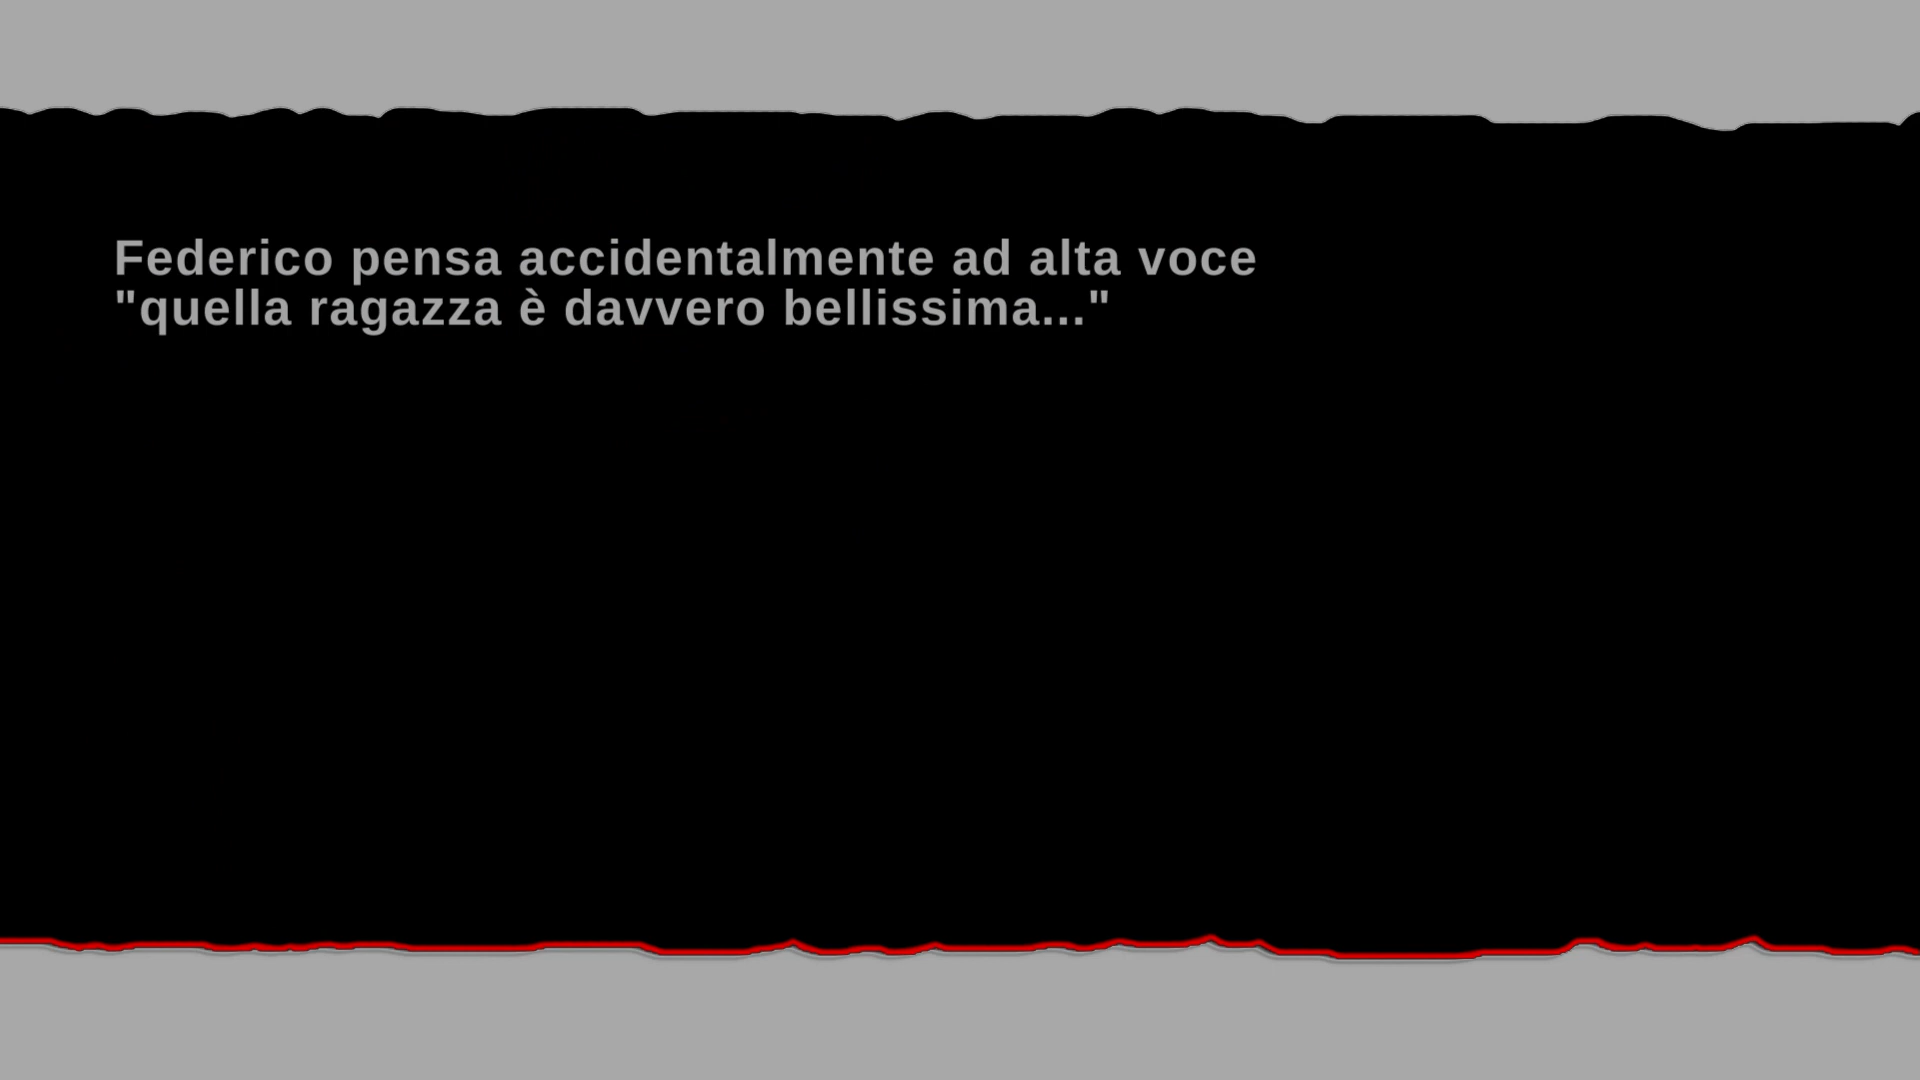 Federico pensa accidentalmente ad alta voce
"quella ragazza è davvero bellissima..."